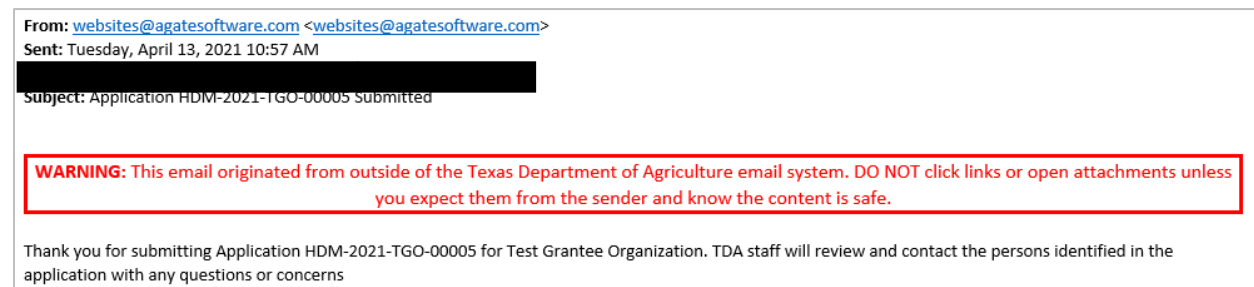 From: websites@agatesoftware.com <websites@agatesoftware.com>
Sent: Tuesday, April 13, 2021 10:57 AM
Subject: Application HDM-2021-TGO-00005 Submitted
WARNING: This email originated from outside of the Texas Department of Agriculture email system. DO NOT click links or open attachments unless
you expect them from the sender and know the content is safe.
Thank you for submitting Application HDM-2021-TGO-00005 for Test Grantee Organization. TDA staff will review and contact the persons identified in the
application with any questions or concerns